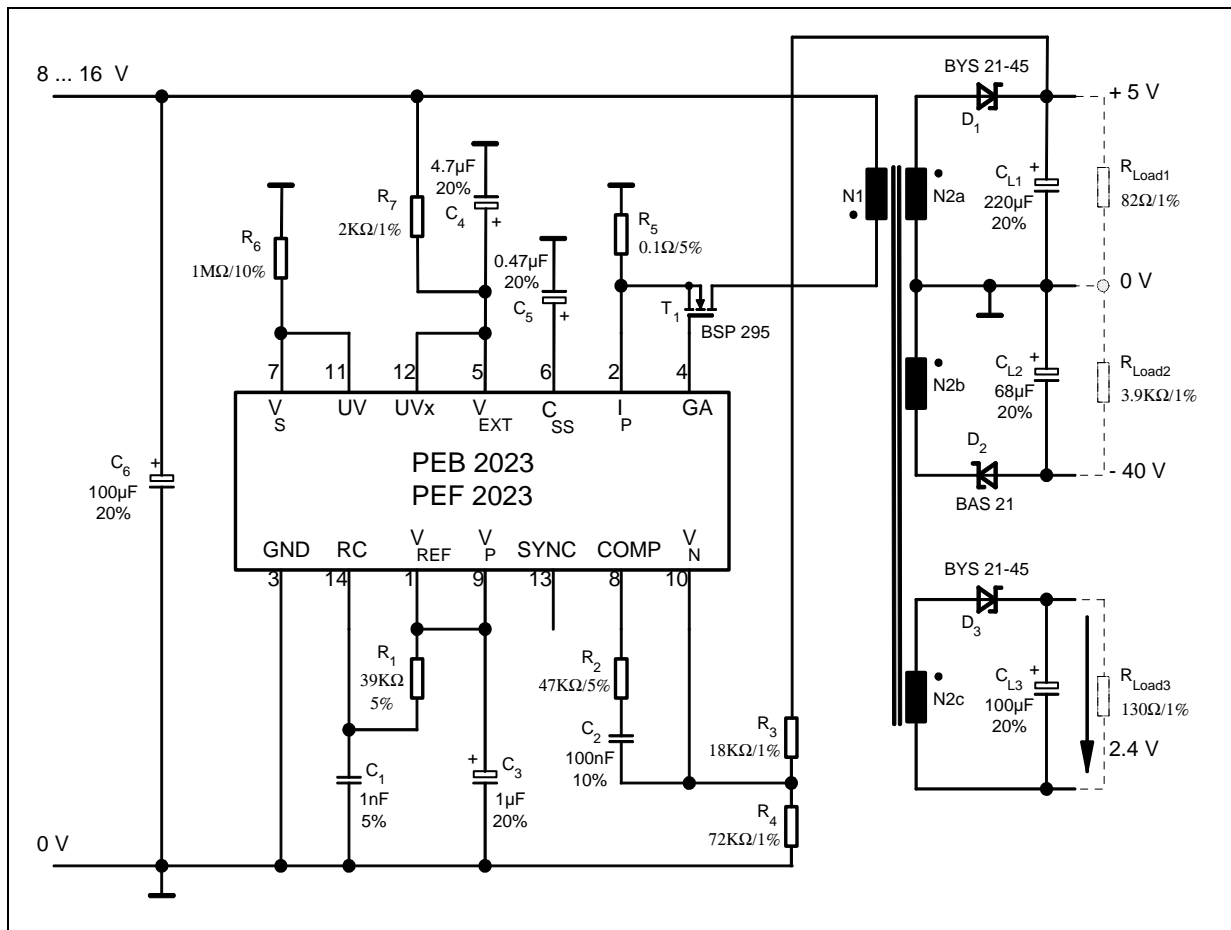 8 ... 16 V
BYS 21-45
D1
+ 5 V
4.7µF
20%
C4
R7
2KΩ/1%
R6
1MΩ/10%
0.47µF
20%
C5
R5
0.1Ω/5%
T1
BSP 295
N1
N2a
CL1
220µF
20%
RLoad1
82Ω/1%
0 V
N2b
CL2
68µF
20%
RLoad2
3.9KΩ/1%
D2
BAS 21
- 40 V
7 11 12 5 6 2 4
VS UV UVx VEXT CSS IP GA
PEB 2023
PEF 2023
GND RC VREF VP SYNC COMP VN
3 14 1 9 13 8 10
C6
100µF
20%
R1
39KΩ
5%
R2
47KΩ/5%
C2
100nF
10%
C1
1nF
5%
C3
1µF
20%
R3
18KΩ/1%
R4
72KΩ/1%
BYS 21-45
D3
N2c
CL3
100µF
20%
RLoad3
130Ω/1%
2.4 V
0 V